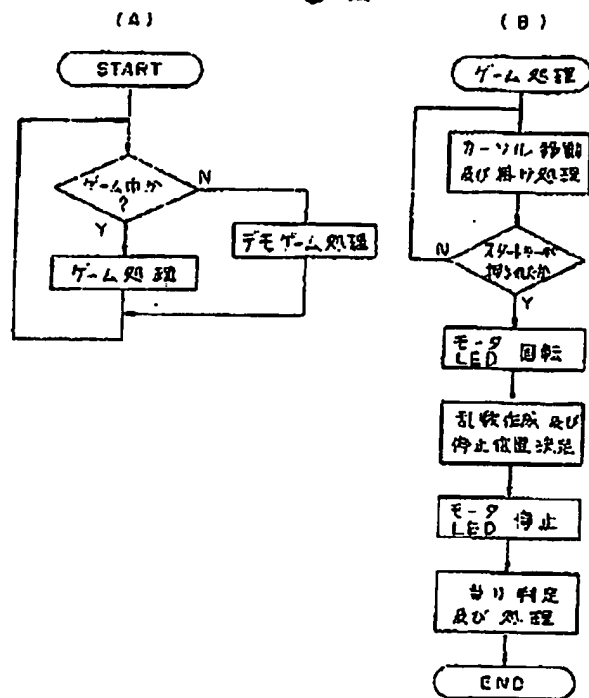 (A)
START
ゲーム中か
?
N
Y
デモゲーム処理
ゲーム処理
(B)
ゲーム処理
カーソル移動
及び掛け処理
スタートキーが
押されたか
N
Y
モータ
LED 回転
乱数作成及び
停止位置決定
モータ
LED 停止
当り判定
及び処理
END